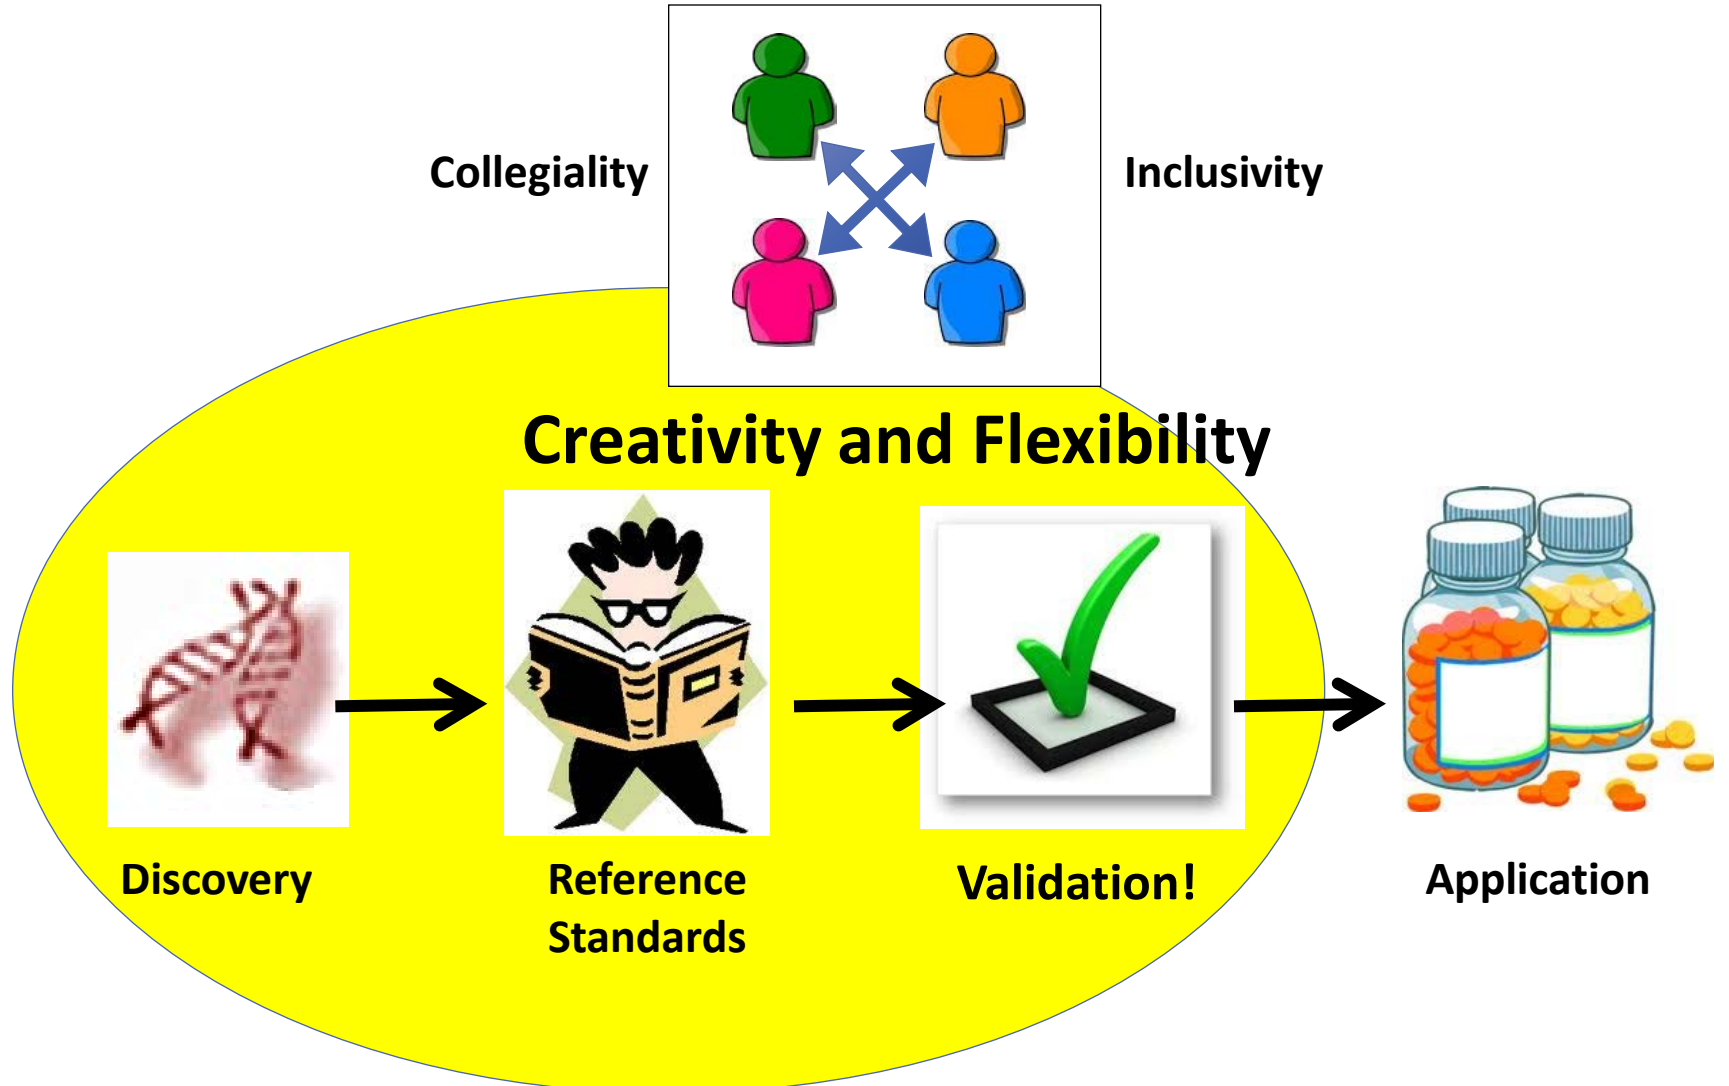 Collegiality
Inclusivity
Creativity and Flexibility
Discovery
Reference
Standards
Validation!
Application